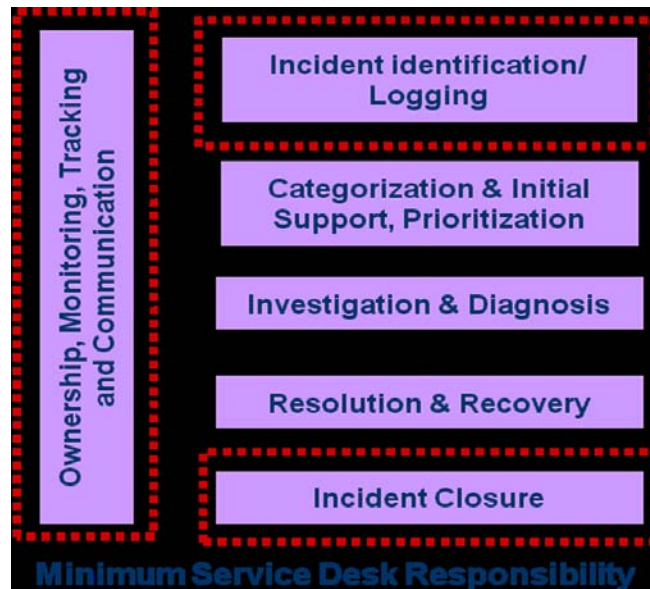 Ownership, Monitoring, Tracking
and Communication
Incident identification/
Logging
Categorization & Initial
Support, Prioritization
Investigation & Diagnosis
Resolution & Recovery
Incident Closure
Minimum Service Desk Responsibility